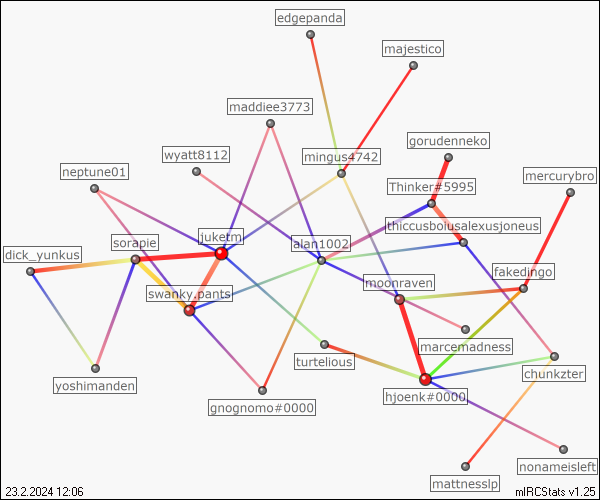 edgepanda
majestico
maddiee3773
gorudenneko
wyatt8112
mingus4742
neptune01
mercurybro
Thinker#5995
thiccusboiusalexusjoneus
juketm
sorapie
alan1002
dick_yunkus
fakedingo
moonraven
swanky.pants
marcemadness
turtelious
chunkzter
yoshimanden
hjoenk#0000
gnognomo#0000
nonameisleft
mattnesslp
23.2.2024 12:06
mIRCStats v1.25